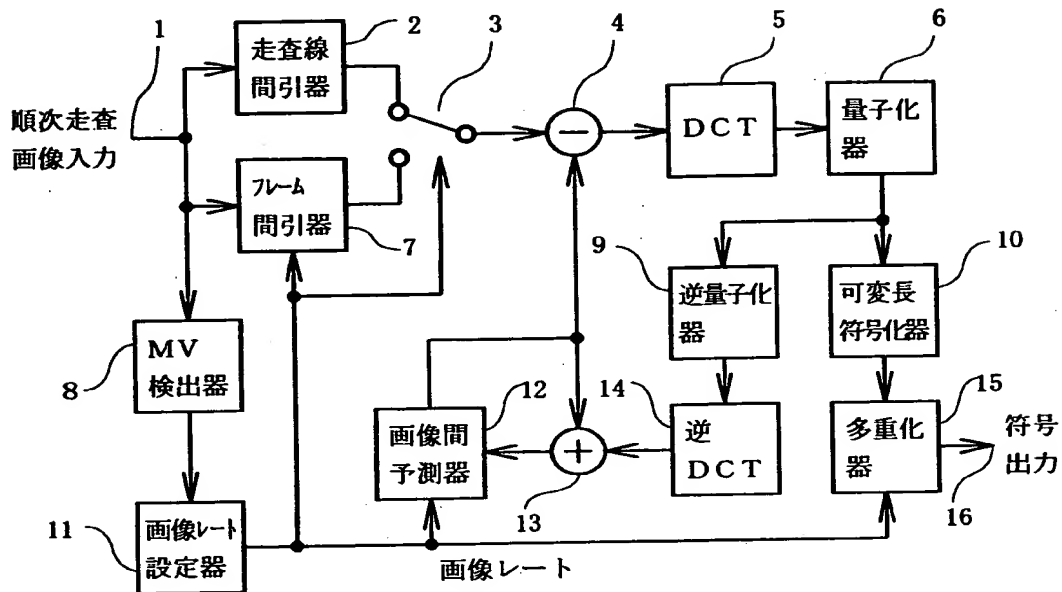 1
2
3
4
5
6
走査線
間引器
順次走査
画像入力
−
DCT
量子化
器
フレーム
間引器
7
9
10
逆量子化
器
可変長
符号化器
MV
検出器
8
12
14
15
画像間
予測器
+
逆
DCT
多重化
器
符号
出力
13
16
11
画像レート
設定器
画像レート